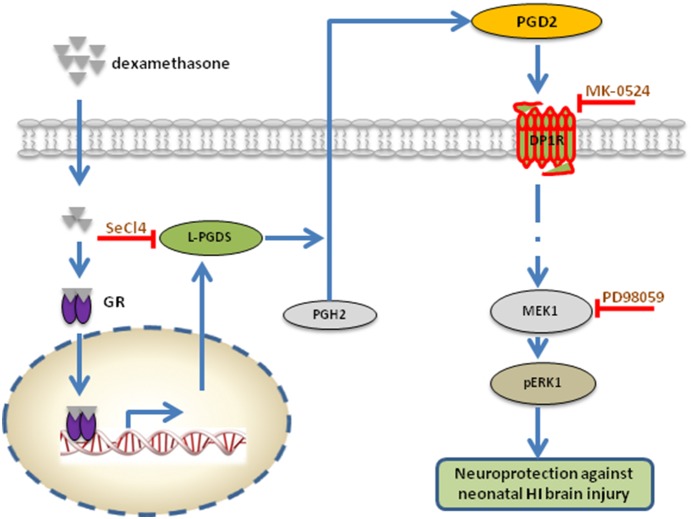 PGD2
dexamethasone
MK-0524
DP1R
SeCl4
L-PGDS
GR
PGH2
MEK1
PD98059
pERK1
Neuroprotection against
neonatal HI brain injury